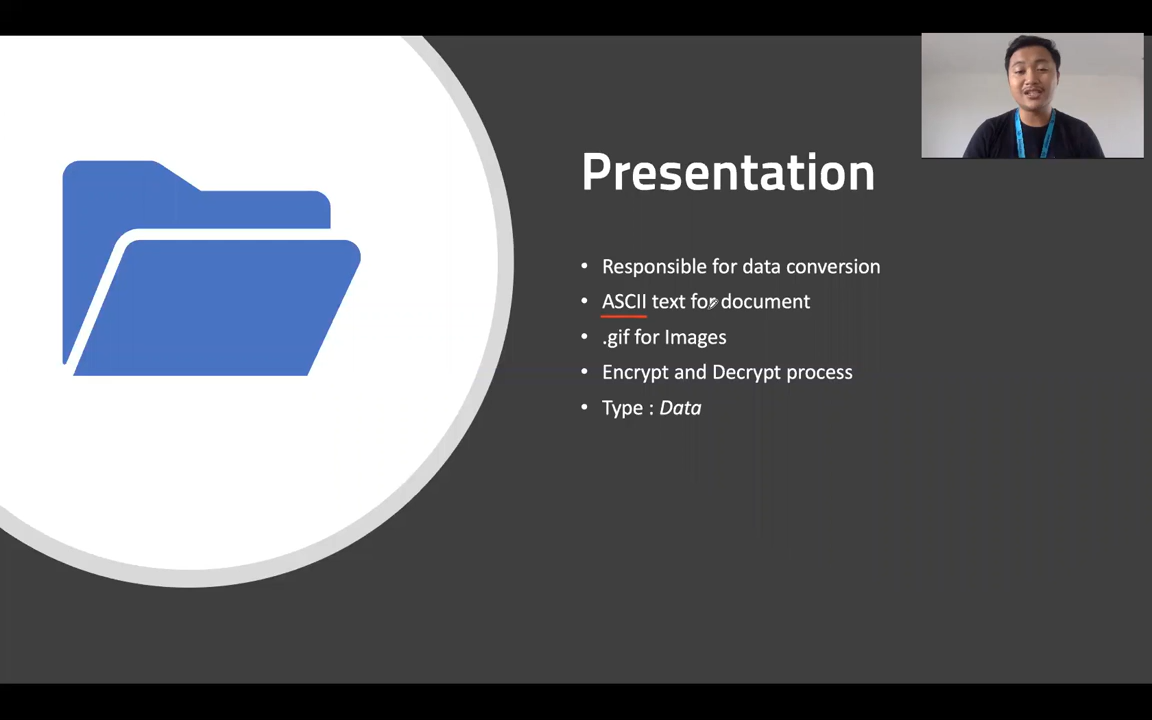 Presentation
• Responsible for data conversion
• ASCII text for document
• .gif for Images
• Encrypt and Decrypt process
• Type : Data